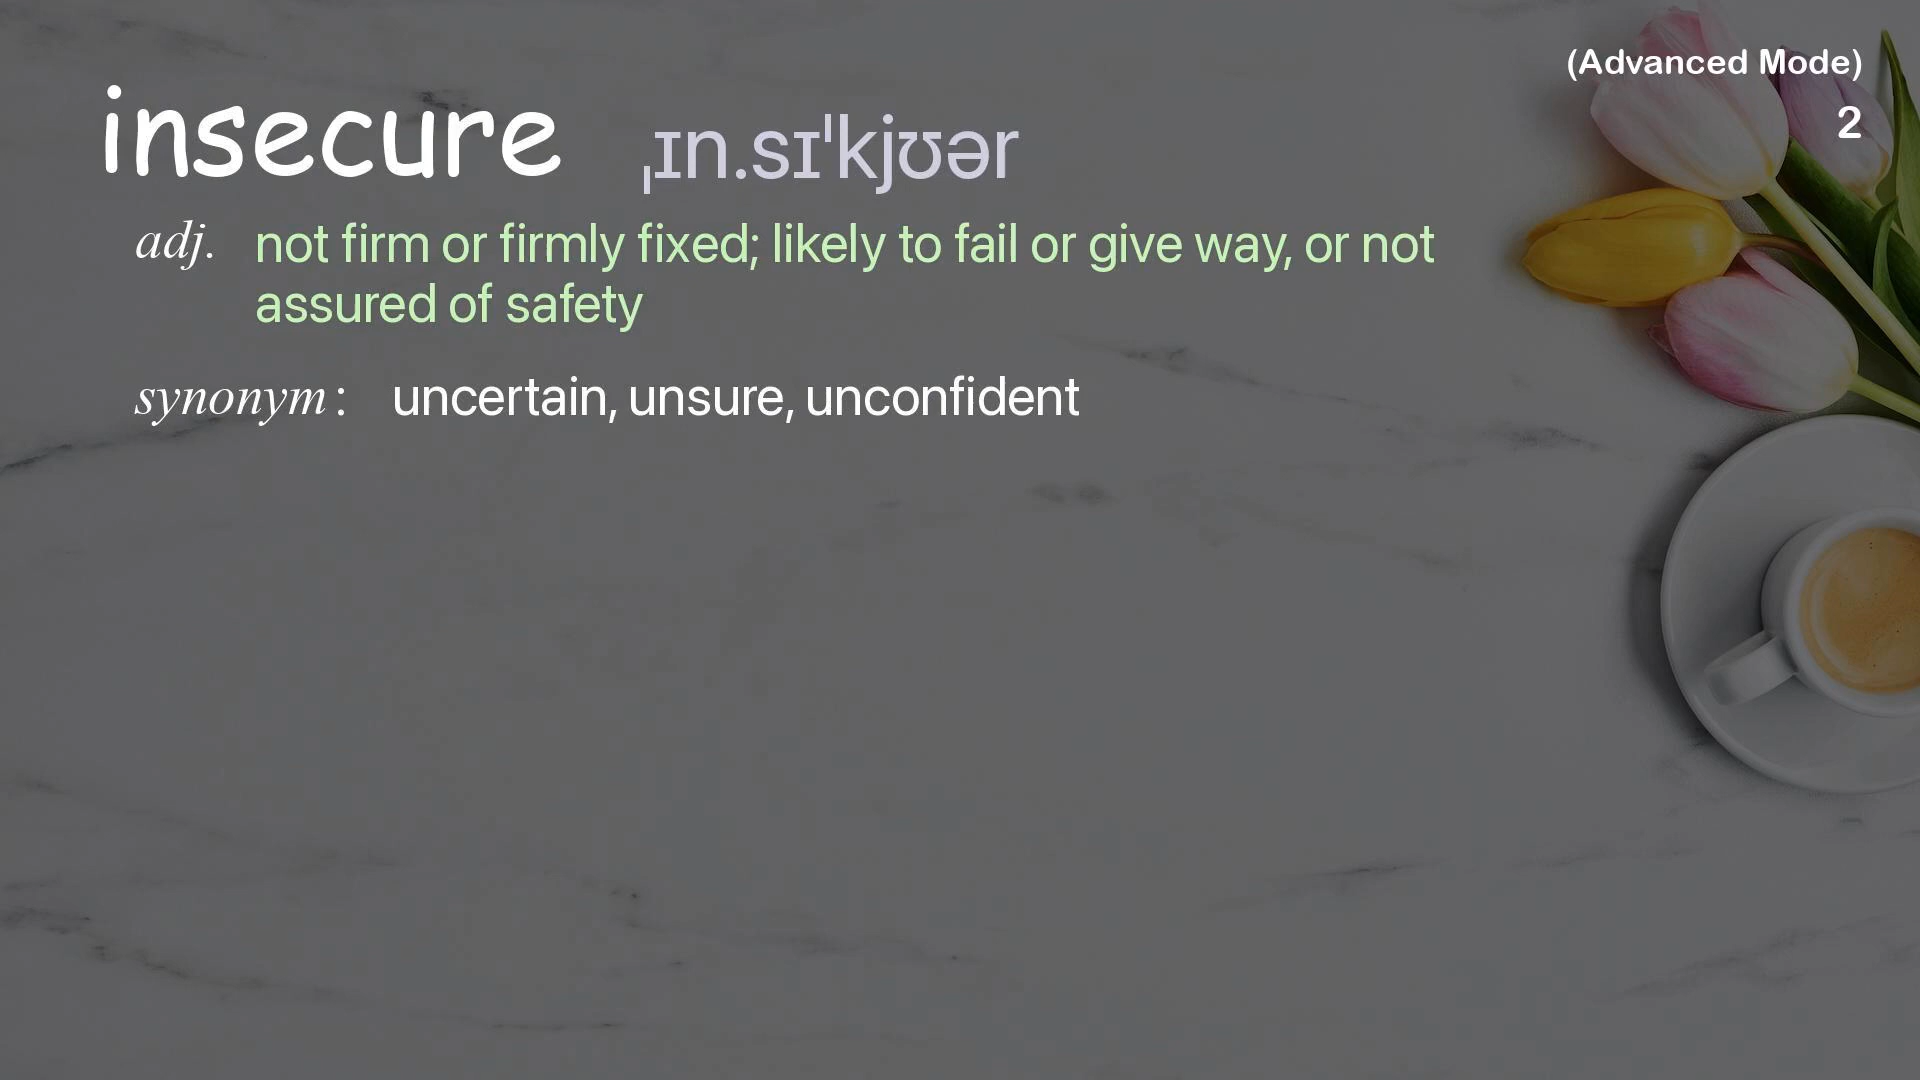 (Advanced Mode)
2
insecure ˌɪn.sɪˈkjʊər
adj. not firm or firmly fixed; likely to fail or give way, or not
assured of safety
synonym: uncertain, unsure, unconfident